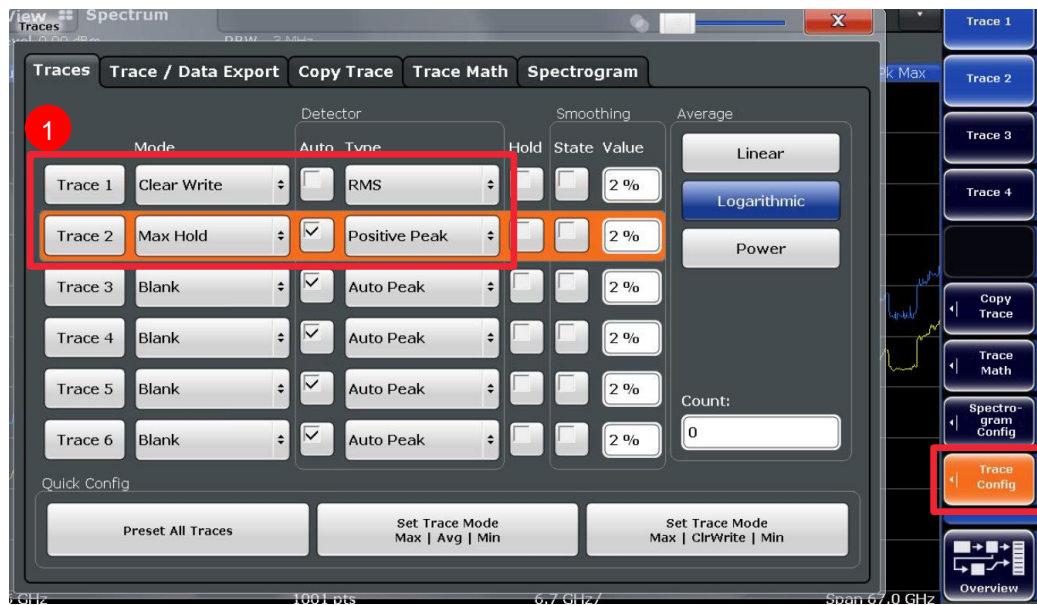 View Spectrum
Traces
X
Traces Trace / Data Export Copy Trace Trace Math Spectrogram
Detector Smoothing Average
1
Mode Auto Type Hold State Value
Trace 1 Clear Write RMS 2 %
Trace 2 Max Hold Positive Peak 2 %
Trace 3 Blank Auto Peak 2 %
Trace 4 Blank Auto Peak 2 %
Trace 5 Blank Auto Peak 2 %
Trace 6 Blank Auto Peak 2 %
Linear
Logarithmic
Power
Count:
0
Quick Config
Preset All Traces
Set Trace Mode
Max | Avg | Min
Set Trace Mode
Max | ClrWrite | Min
GHz 1001 pts 6.7 GHz/ Span 67.0 GHz
Max
Trace 1
Trace 2
Trace 3
Trace 4
Copy
Trace
Trace
Math
Spectro-
gram
Config
Trace
Config
Overview